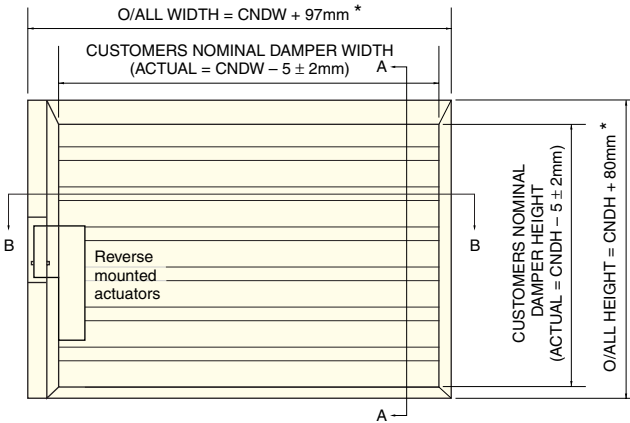 O/ALL WIDTH = CNDW + 97mm *
CUSTOMERS NOMINAL DAMPER WIDTH
(ACTUAL = CNDW – 5 ± 2mm)
A
B
B
Reverse
mounted
actuators
CUSTOMERS NOMINAL
DAMPER HEIGHT
(ACTUAL = CNDH – 5 ± 2mm)
O/ALL HEIGHT = CNDH + 80mm *
A